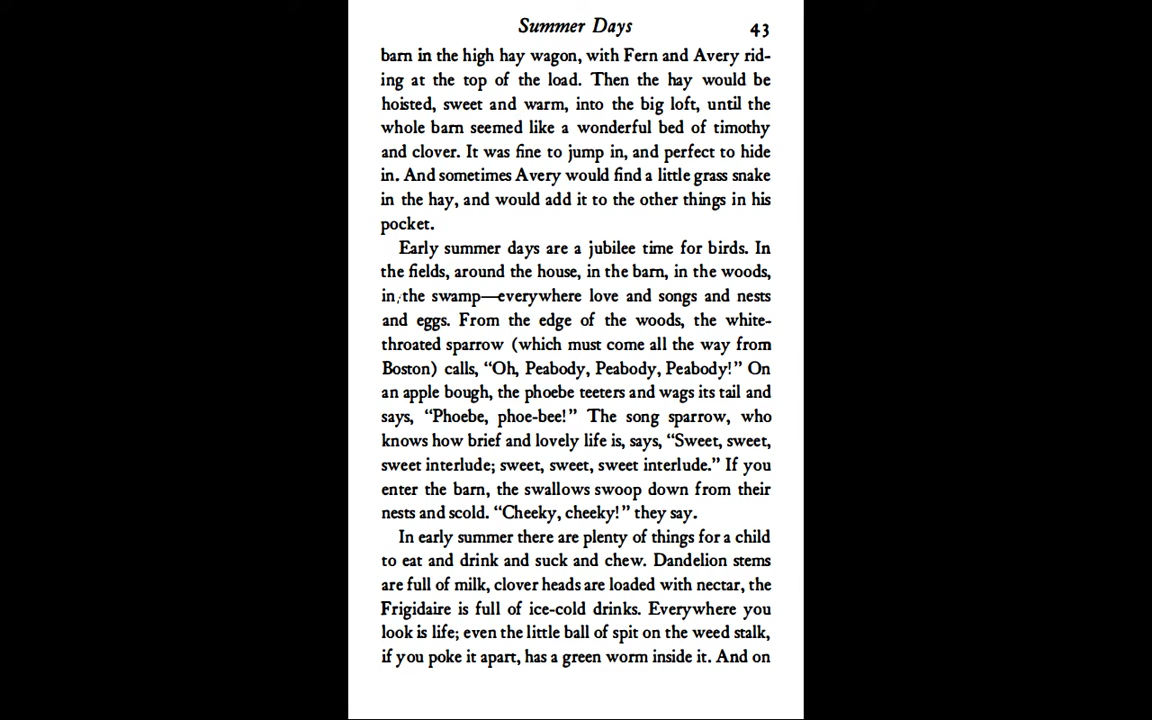 Summer Days 43
barn in the high hay wagon, with Fern and Avery rid-
ing at the top of the load. Then the hay would be
hoisted, sweet and warm, into the big loft, until the
whole barn seemed like a wonderful bed of timothy
and clover. It was fine to jump in, and perfect to hide
in. And sometimes Avery would find a little grass snake
in the hay, and would add it to the other things in his
pocket.
Early summer days are a jubilee time for birds. In
the fields, around the house, in the barn, in the woods,
in the swamp—everywhere love and songs and nests
and eggs. From the edge of the woods, the white-
throated sparrow (which must come all the way from
Boston) calls, “Oh, Peabody, Peabody, Peabody!” On
an apple bough, the phoebe teeters and wags its tail and
says, “Phoebe, phoe-bee!” The song sparrow, who
knows how brief and lovely life is, says, “Sweet, sweet,
sweet interlude; sweet, sweet, sweet interlude.” If you
enter the barn, the swallows swoop down from their
nests and scold. “Cheeky, cheeky!” they say.
In early summer there are plenty of things for a child
to eat and drink and suck and chew. Dandelion stems
are full of milk, clover heads are loaded with nectar, the
Frigidaire is full of ice-cold drinks. Everywhere you
look is life; even the little ball of spit on the weed stalk,
if you poke it apart, has a green worm inside it. And on